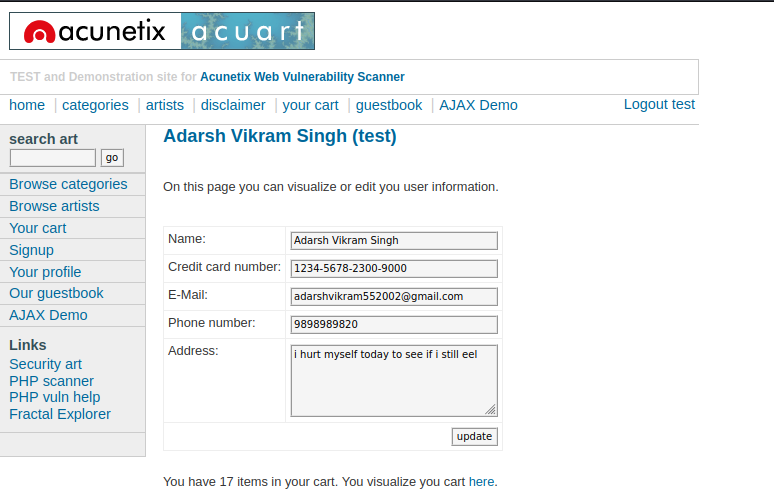 acunetix acuart
TEST and Demonstration site for Acunetix Web Vulnerability Scanner
home | categories | artists | disclaimer | your cart | guestbook | AJAX Demo Logout test
search art
go
Browse categories
Browse artists
Your cart
Signup
Your profile
Our guestbook
AJAX Demo
Links
Security art
PHP scanner
PHP vuln help
Fractal Explorer
Adarsh Vikram Singh (test)
On this page you can visualize or edit you user information.
Name: Adarsh Vikram Singh
Credit card number: 1234-5678-2300-9000
E-Mail: adarshvikram552002@gmail.com
Phone number: 9898989820
Address: i hurt myself today to see if i still eel
update
You have 17 items in your cart. You visualize you cart here.